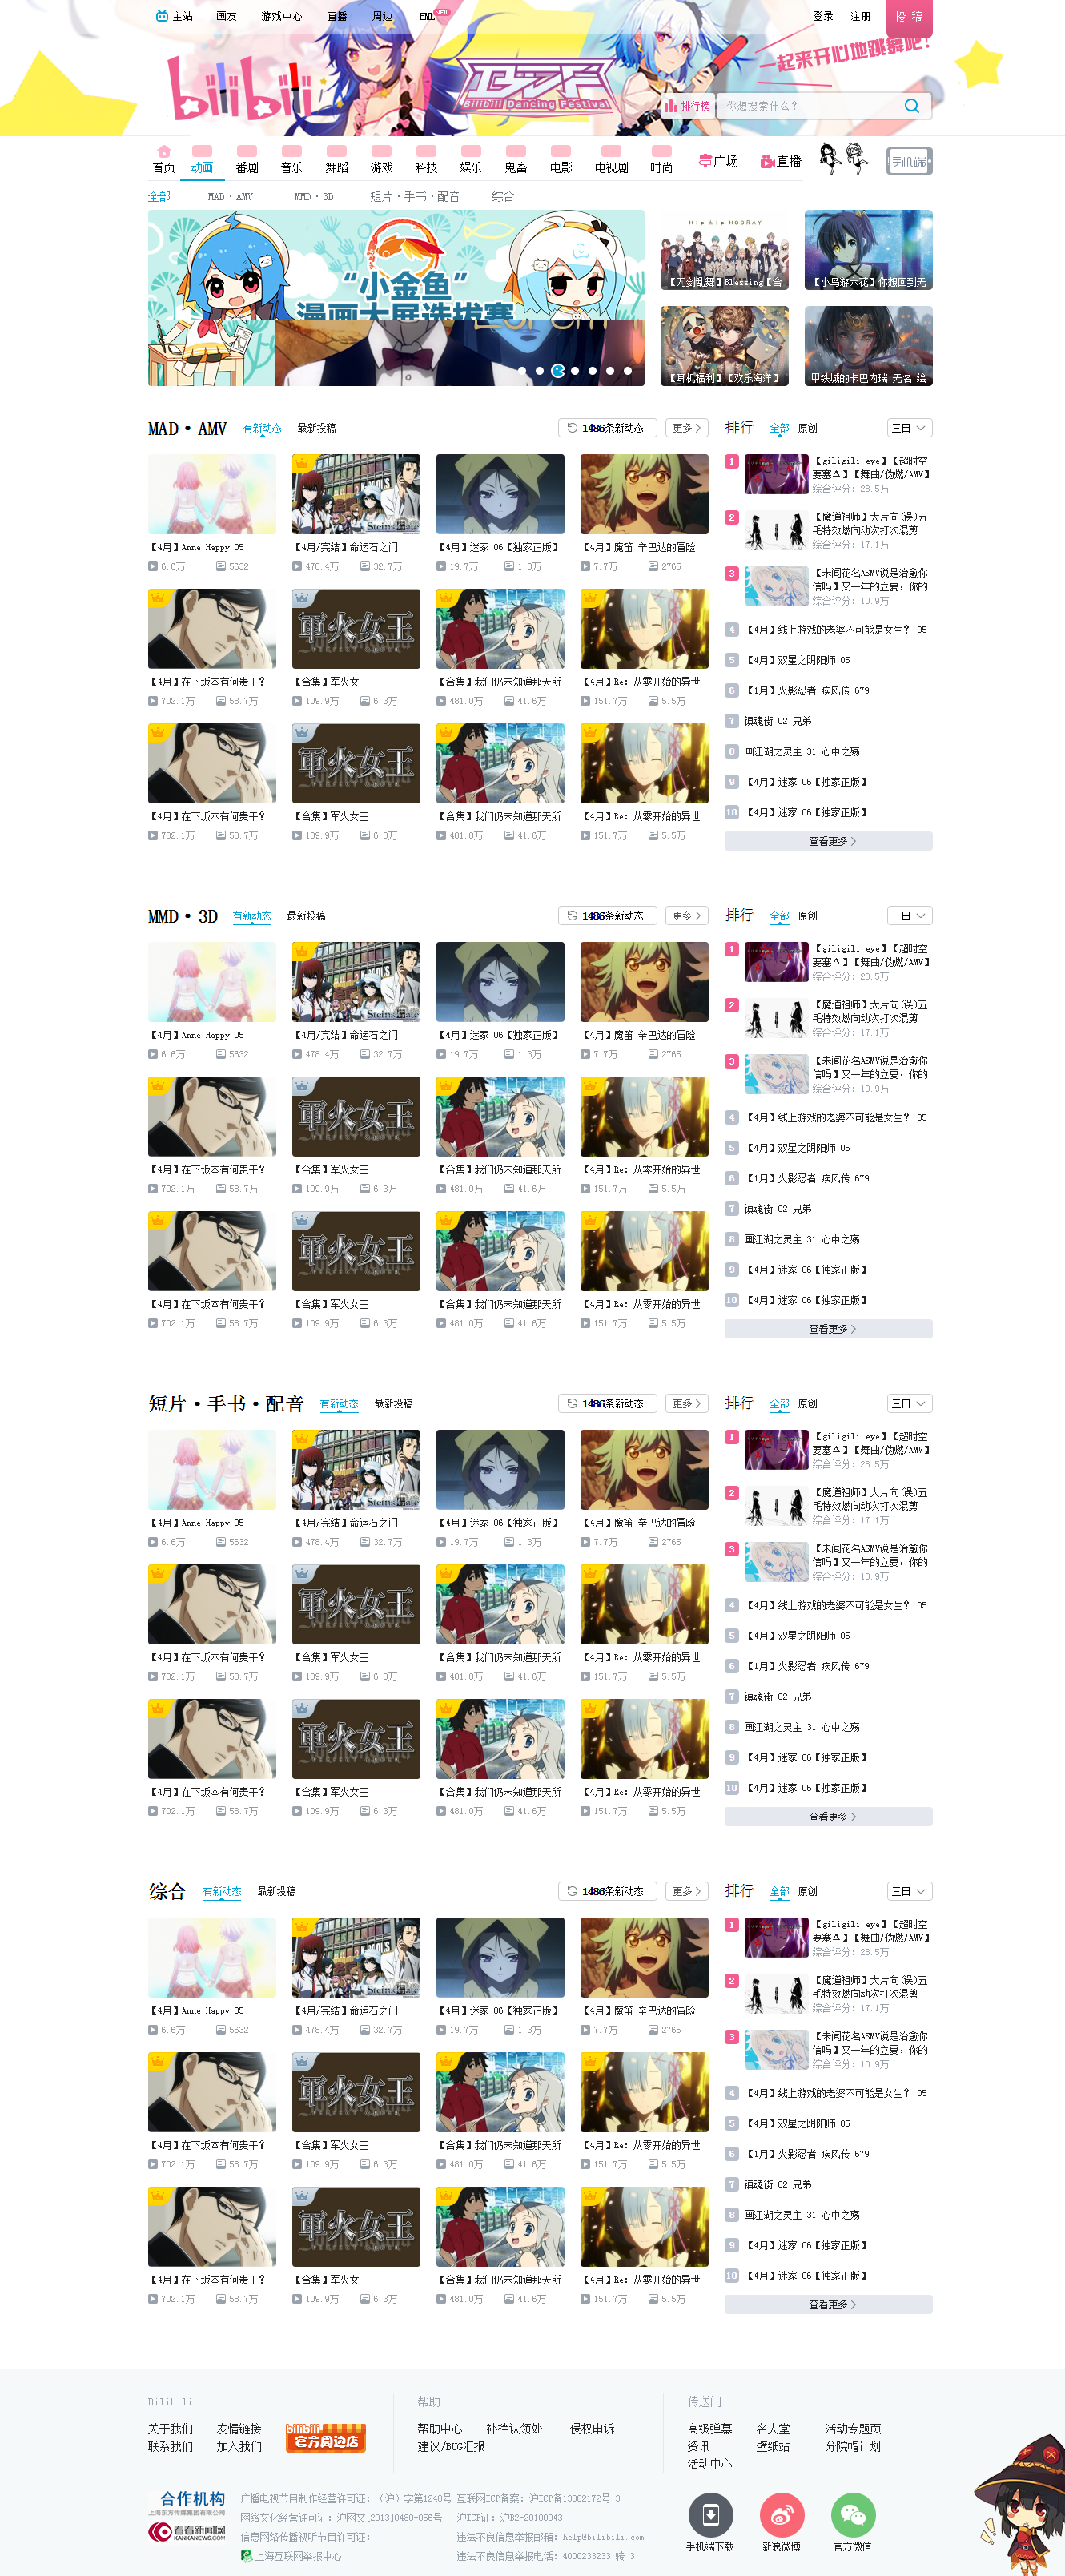 主站 画友 游戏中心 直播 周边 BML NEW 登录 | 注册 投 稿
bilibili
BDF
Bilibili Dancing Festival
一起来开心地跳舞吧!
排行榜 你想搜索什么?
首页 动画 番剧 音乐 舞蹈 游戏 科技 娱乐 鬼畜 电影 电视剧 时尚 广场 直播 手机端
全部 MAD·AMV MMD·3D 短片·手书·配音 综合
“小金鱼”
漫画大展选拔赛
Hip hip HOORAY
【刀剑乱舞】Blessing【合
【小鸟游六花】你想回到无
【耳机福利】【欢乐海洋】
甲铁城的卡巴内瑞 无名 绘
MAD·AMV 有新动态 最新投稿 1486条新动态 更多
【4月】Anne Happy 05
6.6万 5632
【4月/完结】命运石之门
478.4万 32.7万
【4月】迷家 06【独家正版】
19.7万 1.3万
【4月】魔笛 辛巴达的冒险
7.7万 2765
【4月】在下坂本有何贵干?
702.1万 58.7万
軍火女王
【合集】军火女王
109.9万 6.3万
【合集】我们仍未知道那天所
481.0万 41.6万
【4月】Re: 从零开始的异世
151.7万 5.5万
【4月】在下坂本有何贵干?
702.1万 58.7万
軍火女王
【合集】军火女王
109.9万 6.3万
【合集】我们仍未知道那天所
481.0万 41.6万
【4月】Re: 从零开始的异世
151.7万 5.5万
排行 全部 原创 三日
1 【giligili eye】【超时空
要塞Δ】【舞曲/伪燃/AMV】
综合评分: 28.5万
2 【魔道祖师】大片向(误)五
毛特效燃向动次打次混剪
综合评分: 17.1万
3 【未闻花名ASMV说是治愈你
信吗】又一年的立夏,你的
综合评分: 10.9万
4 【4月】线上游戏的老婆不可能是女生? 05
5 【4月】双星之阴阳师 05
6 【1月】火影忍者 疾风传 679
7 镇魂街 02 兄弟
8 画江湖之灵主 31 心中之殇
9 【4月】迷家 06【独家正版】
10 【4月】迷家 06【独家正版】
查看更多
MMD·3D 有新动态 最新投稿 1486条新动态 更多
【4月】Anne Happy 05
6.6万 5632
【4月/完结】命运石之门
478.4万 32.7万
【4月】迷家 06【独家正版】
19.7万 1.3万
【4月】魔笛 辛巴达的冒险
7.7万 2765
【4月】在下坂本有何贵干?
702.1万 58.7万
軍火女王
【合集】军火女王
109.9万 6.3万
【合集】我们仍未知道那天所
481.0万 41.6万
【4月】Re: 从零开始的异世
151.7万 5.5万
【4月】在下坂本有何贵干?
702.1万 58.7万
軍火女王
【合集】军火女王
109.9万 6.3万
【合集】我们仍未知道那天所
481.0万 41.6万
【4月】Re: 从零开始的异世
151.7万 5.5万
排行 全部 原创 三日
1 【giligili eye】【超时空
要塞Δ】【舞曲/伪燃/AMV】
综合评分: 28.5万
2 【魔道祖师】大片向(误)五
毛特效燃向动次打次混剪
综合评分: 17.1万
3 【未闻花名ASMV说是治愈你
信吗】又一年的立夏,你的
综合评分: 10.9万
4 【4月】线上游戏的老婆不可能是女生? 05
5 【4月】双星之阴阳师 05
6 【1月】火影忍者 疾风传 679
7 镇魂街 02 兄弟
8 画江湖之灵主 31 心中之殇
9 【4月】迷家 06【独家正版】
10 【4月】迷家 06【独家正版】
查看更多
短片·手书·配音 有新动态 最新投稿 1486条新动态 更多
【4月】Anne Happy 05
6.6万 5632
【4月/完结】命运石之门
478.4万 32.7万
【4月】迷家 06【独家正版】
19.7万 1.3万
【4月】魔笛 辛巴达的冒险
7.7万 2765
【4月】在下坂本有何贵干?
702.1万 58.7万
軍火女王
【合集】军火女王
109.9万 6.3万
【合集】我们仍未知道那天所
481.0万 41.6万
【4月】Re: 从零开始的异世
151.7万 5.5万
【4月】在下坂本有何贵干?
702.1万 58.7万
軍火女王
【合集】军火女王
109.9万 6.3万
【合集】我们仍未知道那天所
481.0万 41.6万
【4月】Re: 从零开始的异世
151.7万 5.5万
排行 全部 原创 三日
1 【giligili eye】【超时空
要塞Δ】【舞曲/伪燃/AMV】
综合评分: 28.5万
2 【魔道祖师】大片向(误)五
毛特效燃向动次打次混剪
综合评分: 17.1万
3 【未闻花名ASMV说是治愈你
信吗】又一年的立夏,你的
综合评分: 10.9万
4 【4月】线上游戏的老婆不可能是女生? 05
5 【4月】双星之阴阳师 05
6 【1月】火影忍者 疾风传 679
7 镇魂街 02 兄弟
8 画江湖之灵主 31 心中之殇
9 【4月】迷家 06【独家正版】
10 【4月】迷家 06【独家正版】
查看更多
综合 有新动态 最新投稿 1486条新动态 更多
【4月】Anne Happy 05
6.6万 5632
【4月/完结】命运石之门
478.4万 32.7万
【4月】迷家 06【独家正版】
19.7万 1.3万
【4月】魔笛 辛巴达的冒险
7.7万 2765
【4月】在下坂本有何贵干?
702.1万 58.7万
軍火女王
【合集】军火女王
109.9万 6.3万
【合集】我们仍未知道那天所
481.0万 41.6万
【4月】Re: 从零开始的异世
151.7万 5.5万
【4月】在下坂本有何贵干?
702.1万 58.7万
軍火女王
【合集】军火女王
109.9万 6.3万
【合集】我们仍未知道那天所
481.0万 41.6万
【4月】Re: 从零开始的异世
151.7万 5.5万
排行 全部 原创 三日
1 【giligili eye】【超时空
要塞Δ】【舞曲/伪燃/AMV】
综合评分: 28.5万
2 【魔道祖师】大片向(误)五
毛特效燃向动次打次混剪
综合评分: 17.1万
3 【未闻花名ASMV说是治愈你
信吗】又一年的立夏,你的
综合评分: 10.9万
4 【4月】线上游戏的老婆不可能是女生? 05
5 【4月】双星之阴阳师 05
6 【1月】火影忍者 疾风传 679
7 镇魂街 02 兄弟
8 画江湖之灵主 31 心中之殇
9 【4月】迷家 06【独家正版】
10 【4月】迷家 06【独家正版】
查看更多
Bilibili
关于我们 友情链接
联系我们 加入我们
bilibili
官方周边店
帮助
帮助中心 补档认领处 侵权申诉
建议/BUG汇报
传送门
高级弹幕 名人堂 活动专题页
资讯 壁纸站 分院帽计划
活动中心
合作机构
上海东方传媒集团有限公司
看看新闻网
KANKANEWS.COM
广播电视节目制作经营许可证: (沪) 字第1248号 互联网ICP备案: 沪ICP备13002172号-3
网络文化经营许可证: 沪网文[2013]0480-056号 沪ICP证: 沪B2-20100043
信息网络传播视听节目许可证: 违法不良信息举报邮箱: help@bilibili.com
上海互联网举报中心 违法不良信息举报电话: 4000233233 转 3
手机端下载 新浪微博 官方微信